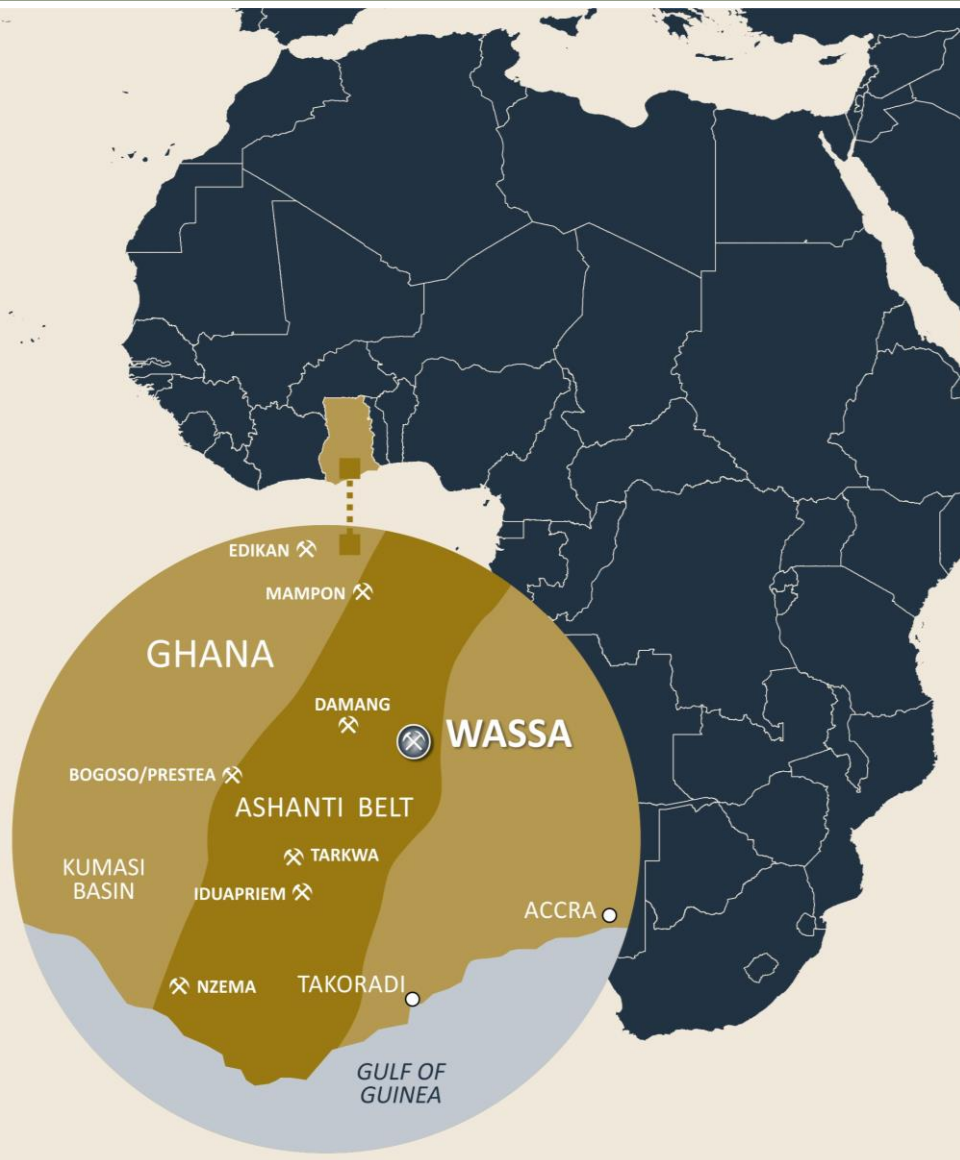 EDIKAN
MAMPON
GHANA
DAMANG
WASSA
BOGOSO/PRESTEA
ASHANTI BELT
TARKWA
KUMASI
BASIN
IDUAPRIEM
ACCRA
NZEMA
TAKORADI
GULF OF
GUINEA